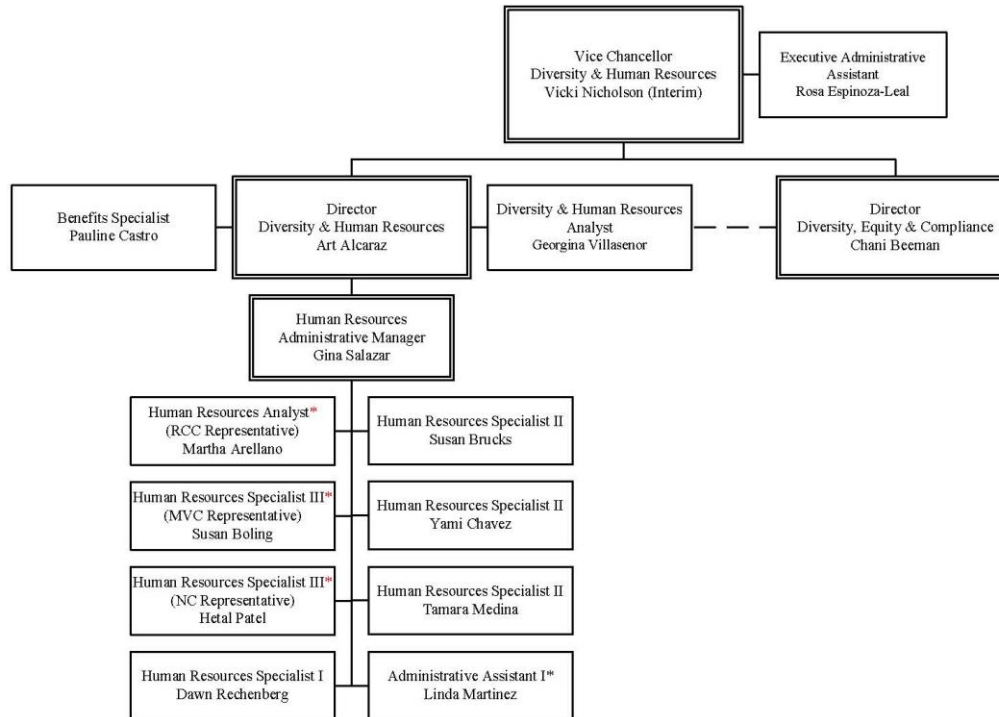 Vice Chancellor
Diversity & Human Resources
Vicki Nicholson (Interim)
Executive Administrative
Assistant
Rosa Espinoza-Leal
Benefits Specialist
Pauline Castro
Director
Diversity & Human Resources
Art Alcaraz
Diversity & Human Resources
Analyst
Georgina Villasenor
Director
Diversity, Equity & Compliance
Chani Beeman
Human Resources
Administrative Manager
Gina Salazar
Human Resources Analyst*
(RCC Representative)
Martha Arellano
Human Resources Specialist II
Susan Brucks
Human Resources Specialist III*
(MVC Representative)
Susan Boling
Human Resources Specialist II
Yami Chavez
Human Resources Specialist III*
(NC Representative)
Hetal Patel
Human Resources Specialist II
Tamara Medina
Human Resources Specialist I
Dawn Rechenberg
Administrative Assistant I*
Linda Martinez